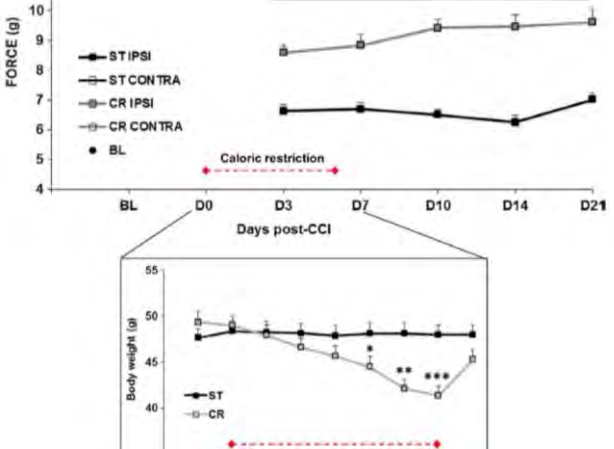 FORCE (g)
10
9
8
7
6
5
4
ST IPSI
ST CONTRA
CR IPSI
CR CONTRA
BL
Caloric restriction
BL D0 D3 D7 D10 D14 D21
Days post-CCI
Body weight (g)
55
50
45
40
* ** ***
ST
CR